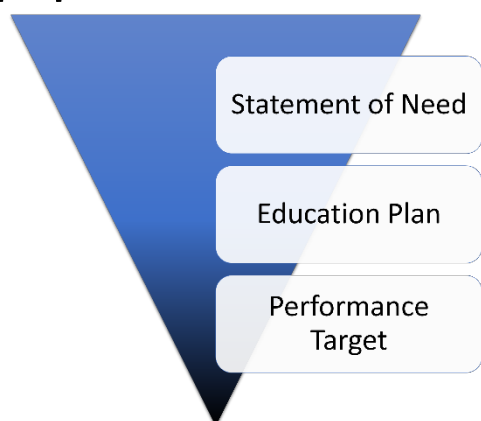 Statement of Need
Education Plan
Performance
Target